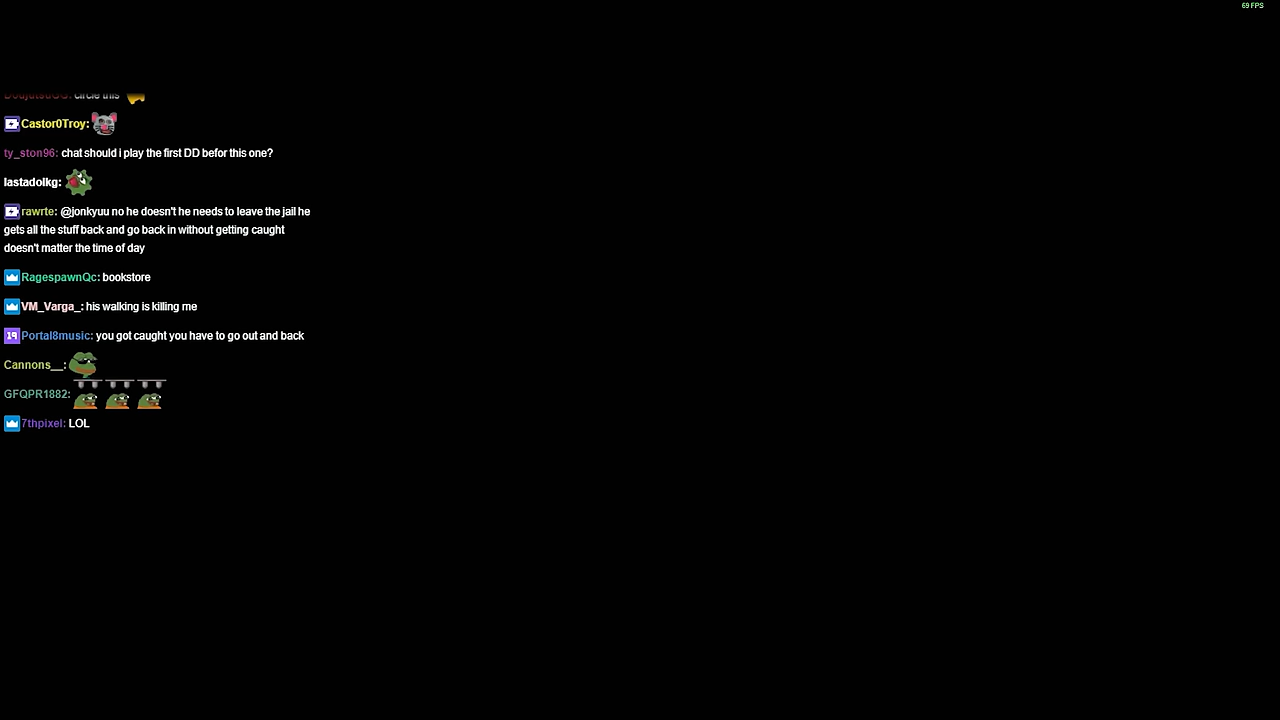 69 FPS
circle this
Castor0Troy:
ty_ston96: chat should i play the first DD befor this one?
lastadolkg:
rawrte: @jonkyuu no he doesn't he needs to leave the jail he
gets all the stuff back and go back in without getting caught
doesn't matter the time of day
RagespawnQc: bookstore
VM_Varga_: his walking is killing me
19 Portal8music: you got caught you have to go out and back
Cannons__:
GFQPR1882:
7thpixel: LOL